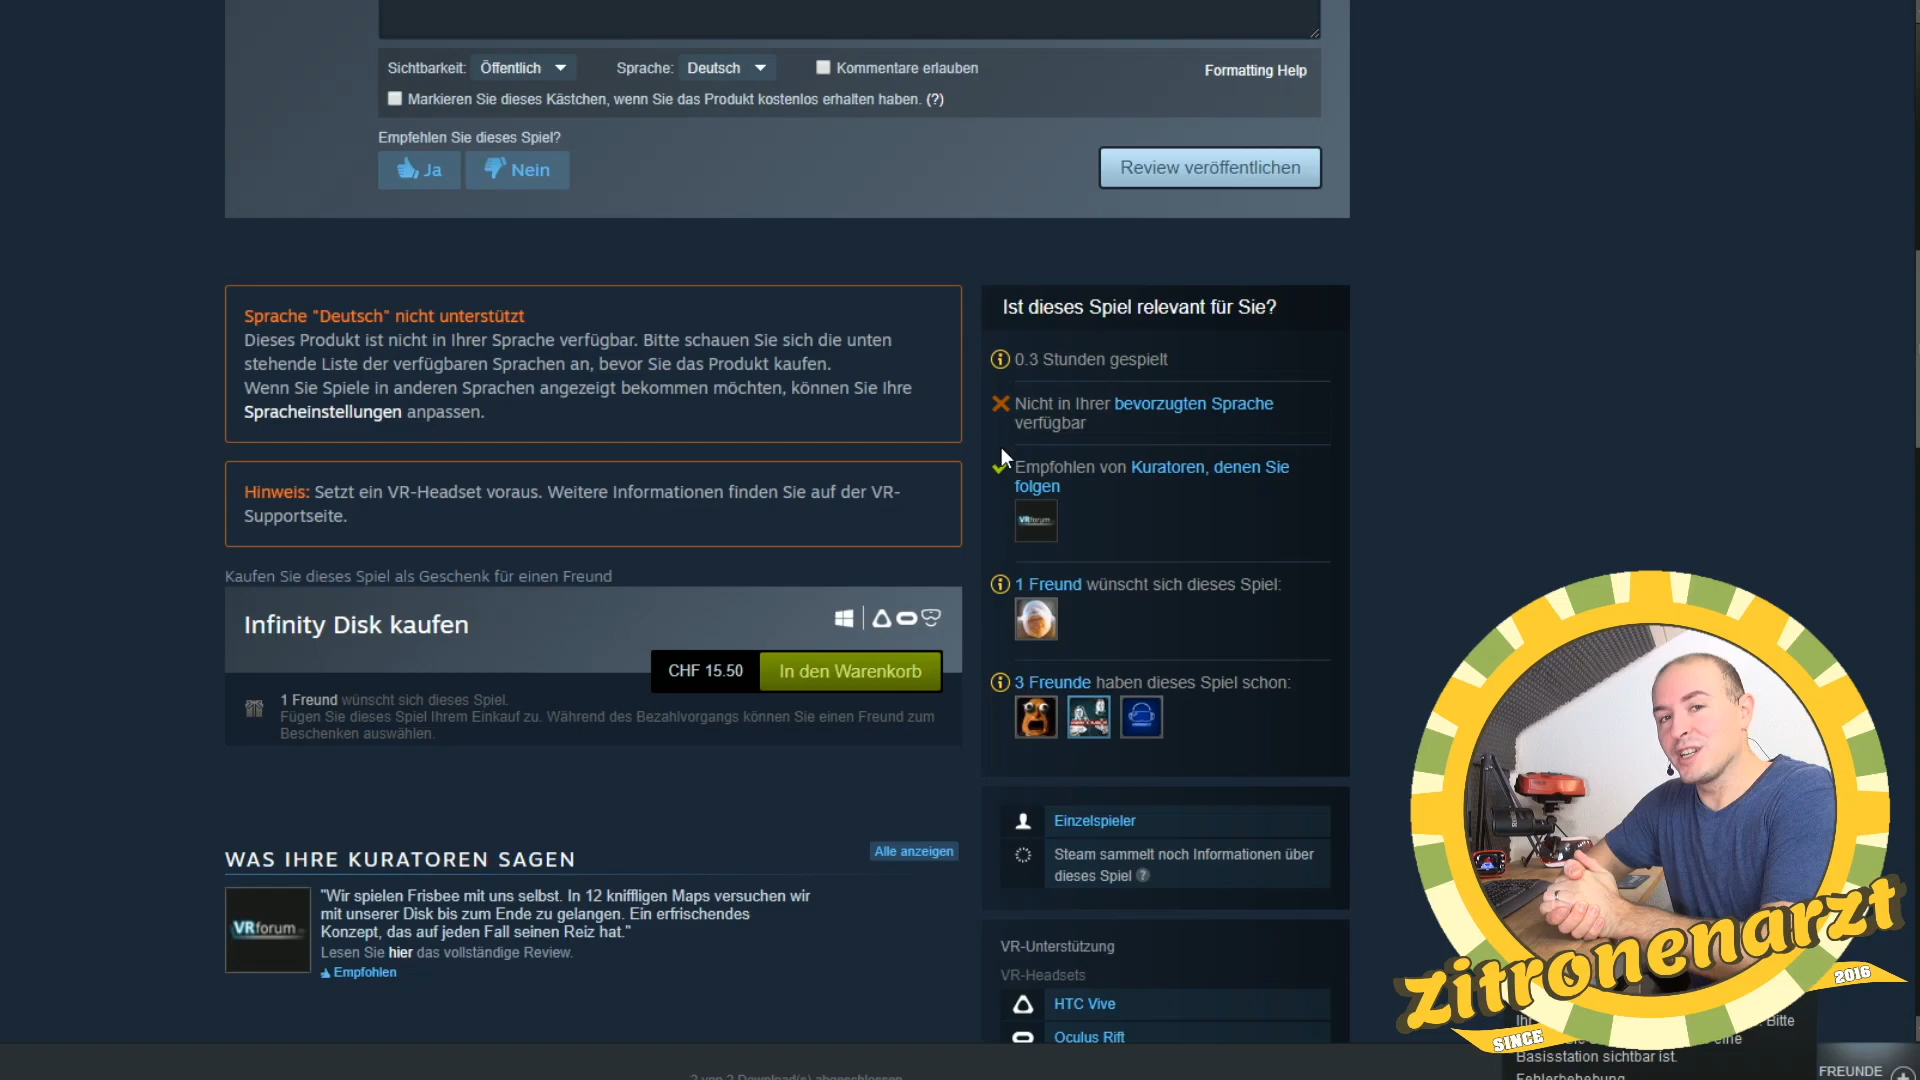 Sichtbarkeit: Öffentlich Sprache: Deutsch Kommentare erlauben Formatting Help
Markieren Sie dieses Kästchen, wenn Sie das Produkt kostenlos erhalten haben. (?)
Empfehlen Sie dieses Spiel?
Ja Nein
Review veröffentlichen
Sprache "Deutsch" nicht unterstützt
Dieses Produkt ist nicht in Ihrer Sprache verfügbar. Bitte schauen Sie sich die unten
stehende Liste der verfügbaren Sprachen an, bevor Sie das Produkt kaufen.
Wenn Sie Spiele in anderen Sprachen angezeigt bekommen möchten, können Sie Ihre
Spracheinstellungen anpassen.
Hinweis: Setzt ein VR-Headset voraus. Weitere Informationen finden Sie auf der VR-
Supportseite.
Kaufen Sie dieses Spiel als Geschenk für einen Freund
Infinity Disk kaufen
CHF 15.50 In den Warenkorb
1 Freund wünscht sich dieses Spiel.
Fügen Sie dieses Spiel Ihrem Einkauf zu. Während des Bezahlvorgangs können Sie einen Freund zum
Beschenken auswählen.
WAS IHRE KURATOREN SAGEN
Alle anzeigen
VRforum
"Wir spielen Frisbee mit uns selbst. In 12 kniffligen Maps versuchen wir
mit unserer Disk bis zum Ende zu gelangen. Ein erfrischendes
Konzept, das auf jeden Fall seinen Reiz hat."
Lesen Sie hier das vollständige Review.
Empfohlen
Ist dieses Spiel relevant für Sie?
0.3 Stunden gespielt
Nicht in Ihrer bevorzugten Sprache
verfügbar
Empfohlen von Kuratoren, denen Sie
folgen
VRforum
1 Freund wünscht sich dieses Spiel:
3 Freunde haben dieses Spiel schon:
Einzelspieler
Steam sammelt noch Informationen über
dieses Spiel ?
VR-Unterstützung
VR-Headsets
HTC Vive
Oculus Rift
zitronenarzt
SINCE 2016
Bitte
Basisstation sichtbar ist.
Fehlerbehebung
2 von 2 Download(s) abgeschlossen
FREUNDE